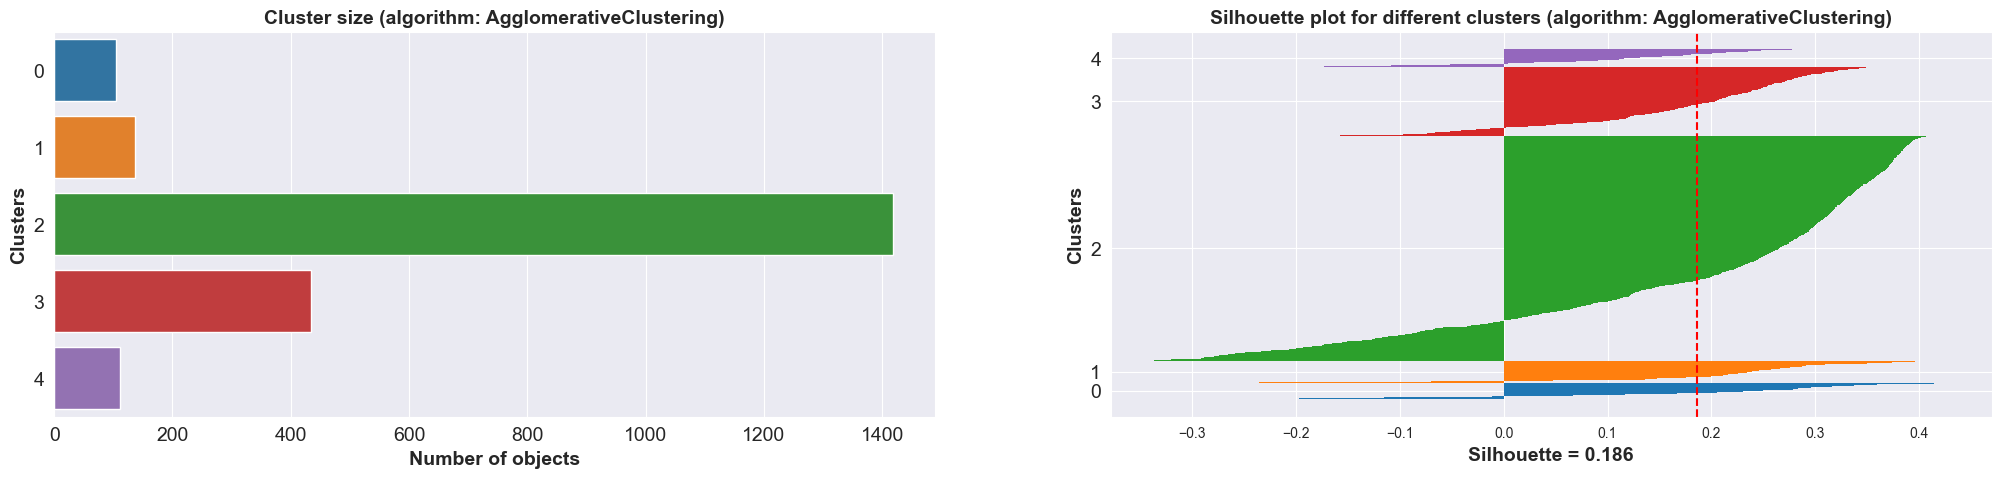 Cluster size (algorithm: AgglomerativeClustering)
Clusters
0
1
2
3
4
0 200 400 600 800 1000 1200 1400
Number of objects
Silhouette plot for different clusters (algorithm: AgglomerativeClustering)
Clusters
4
3
2
1
0
−0.3 −0.2 −0.1 0.0 0.1 0.2 0.3 0.4
Silhouette = 0.186